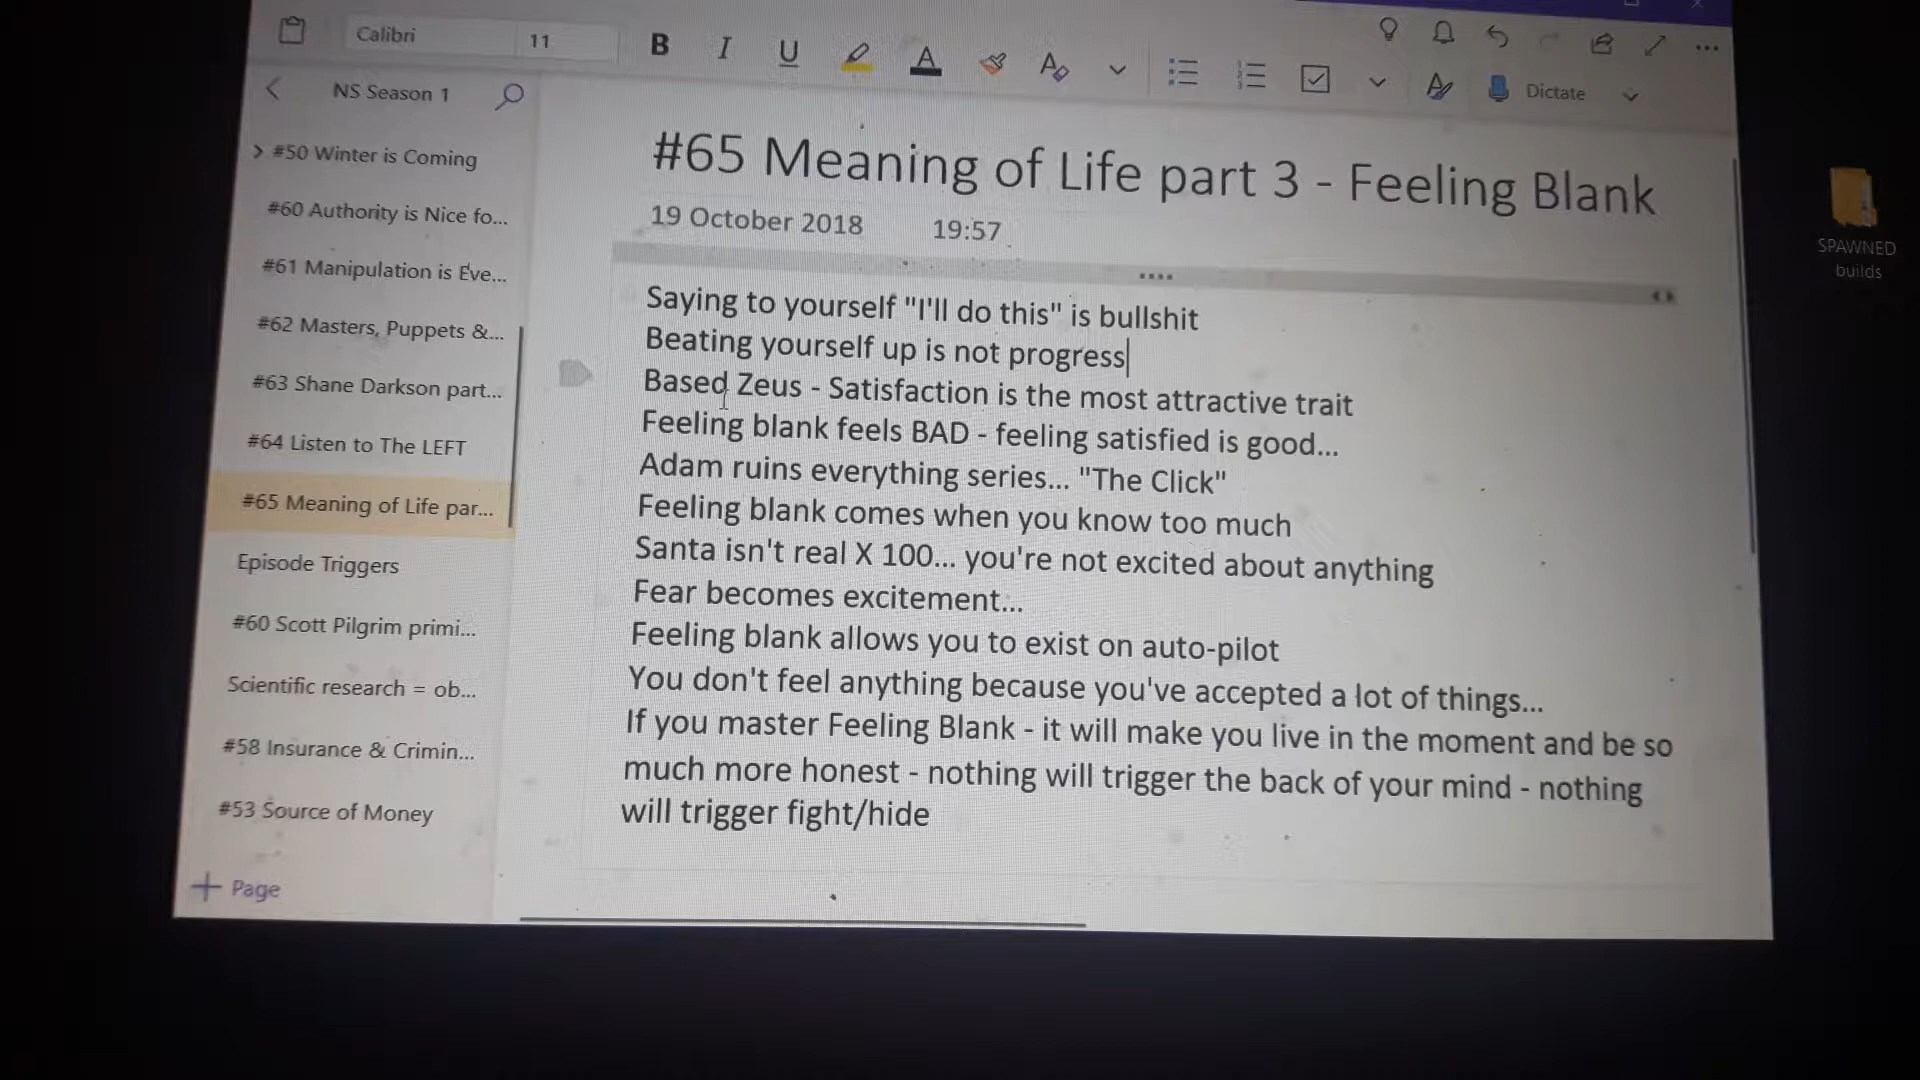 Calibri
11
B
I
U
A
A
Dictate
NS Season 1
#50 Winter is Coming
#60 Authority is Nice fo...
#61 Manipulation is Eve...
#62 Masters, Puppets &...
#63 Shane Darkson part...
#64 Listen to The LEFT
#65 Meaning of Life par...
Episode Triggers
#60 Scott Pilgrim primi...
Scientific research = ob...
#58 Insurance & Crimin...
#53 Source of Money
Page
#65 Meaning of Life part 3 - Feeling Blank
19 October 2018 19:57
Saying to yourself "I'll do this" is bullshit
Beating yourself up is not progress
Based Zeus - Satisfaction is the most attractive trait
Feeling blank feels BAD - feeling satisfied is good...
Adam ruins everything series... "The Click"
Feeling blank comes when you know too much
Santa isn't real X 100... you're not excited about anything
Fear becomes excitement...
Feeling blank allows you to exist on auto-pilot
You don't feel anything because you've accepted a lot of things...
If you master Feeling Blank - it will make you live in the moment and be so
much more honest - nothing will trigger the back of your mind - nothing
will trigger fight/hide
SPAWNED
builds